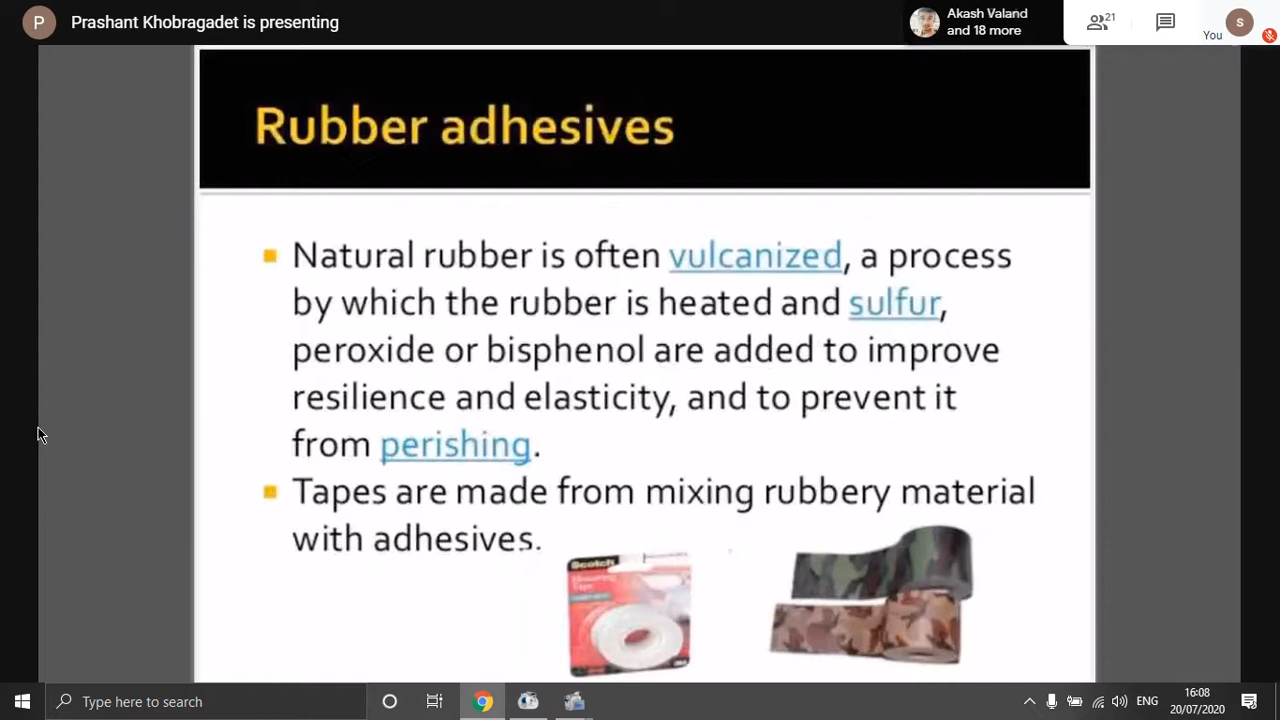 P Prashant Khobragadet is presenting
Akash Valand
and 18 more
21
S
You
Rubber adhesives
Natural rubber is often vulcanized, a process
by which the rubber is heated and sulfur,
peroxide or bisphenol are added to improve
resilience and elasticity, and to prevent it
from perishing.
Tapes are made from mixing rubbery material
with adhesives.
Scotch
Mounting
Tape
3M
Type here to search
ENG
16:08
20/07/2020